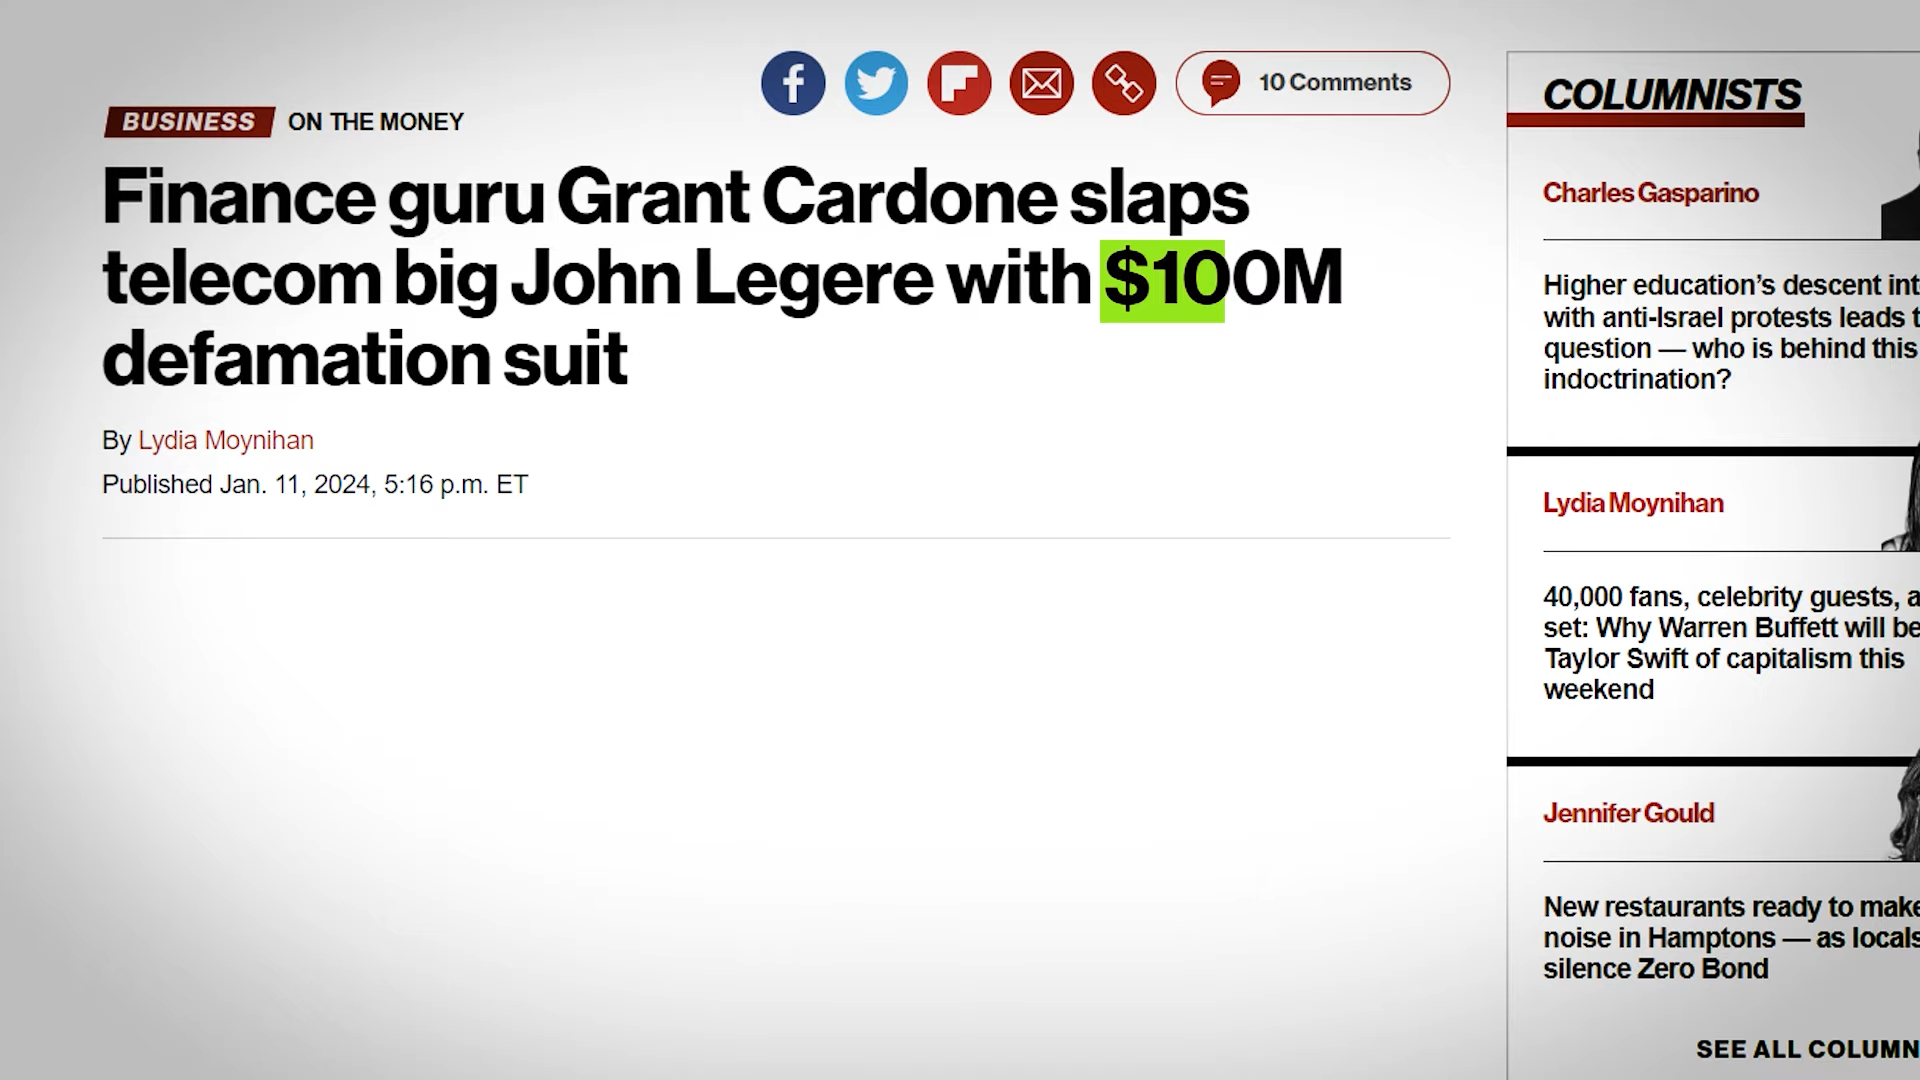 10 Comments
BUSINESS ON THE MONEY
Finance guru Grant Cardone slaps
telecom big John Legere with $100M
defamation suit
By Lydia Moynihan
Published Jan. 11, 2024, 5:16 p.m. ET
COLUMNISTS
Charles Gasparino
Higher education’s descent
with anti-Israel protests leads
question — who is behind this
indoctrination?
Lydia Moynihan
40,000 fans, celebrity guests,
set: Why Warren Buffett will be
Taylor Swift of capitalism this
weekend
Jennifer Gould
New restaurants ready to make
noise in Hamptons — as locals
silence Zero Bond
SEE ALL